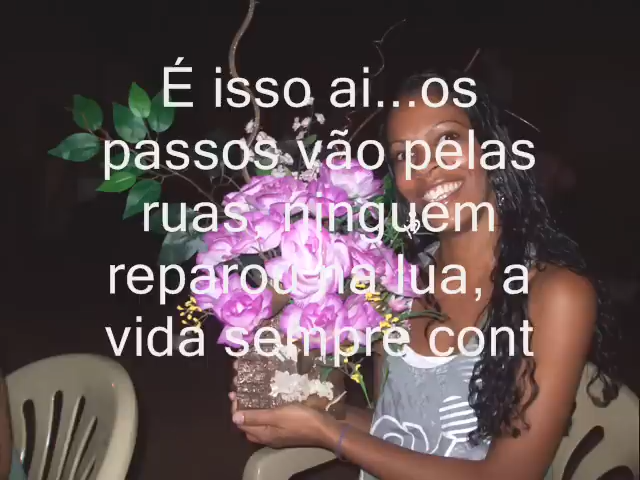 É isso ai...os
passos vão pelas
ruas, ninguém
reparou na lua, a
vida sempre cont